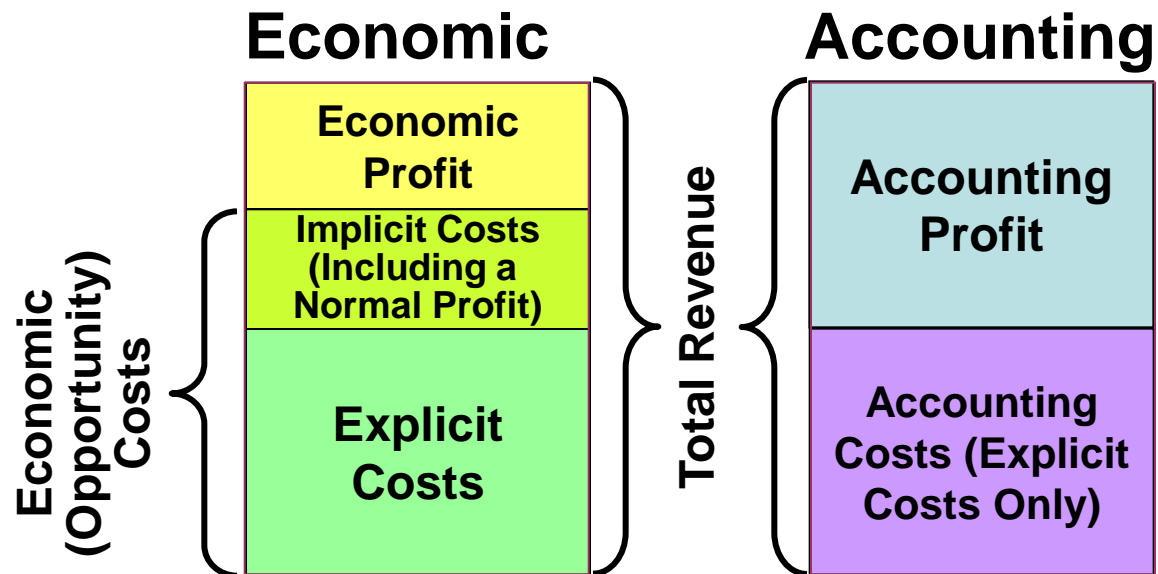 Economic
Accounting
Economic
Profit
Implicit Costs
(Including a
Normal Profit)
Explicit
Costs
Economic
(Opportunity)
Costs
Total Revenue
Accounting
Profit
Accounting
Costs (Explicit
Costs Only)